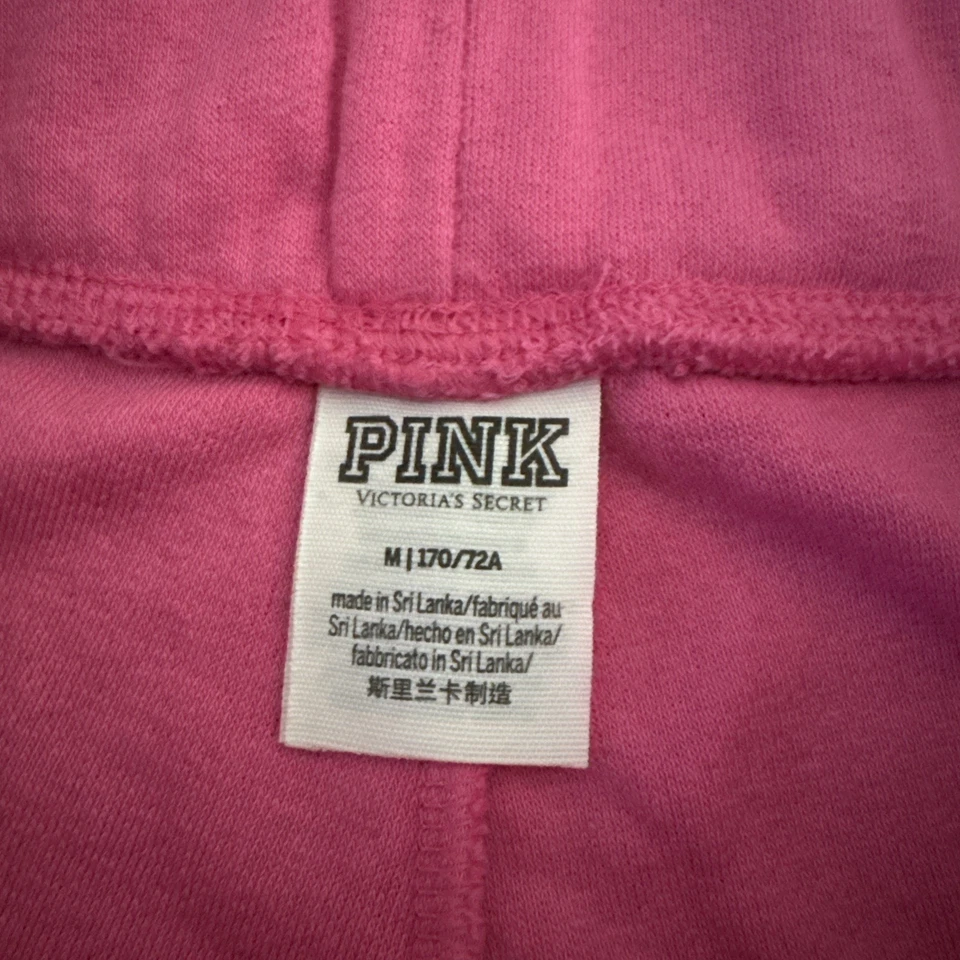 PINK
VICTORIA'S SECRET
M | 170/72A
made in Sri Lanka/fabriqué au
Sri Lanka/hecho en Sri Lanka/
fabbricato in Sri Lanka/
斯里兰卡制造